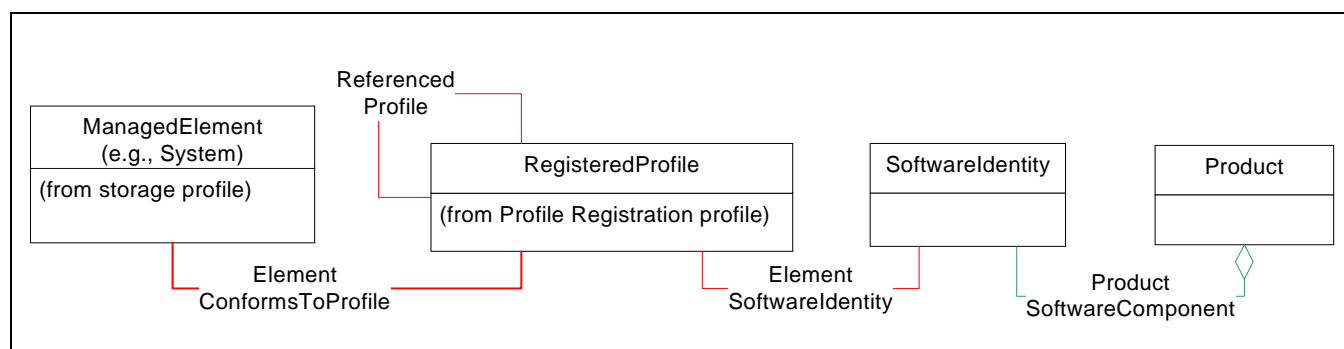 Referenced
Profile
ManagedElement
(e.g., System)
(from storage profile)
RegisteredProfile
(from Profile Registration profile)
SoftwareIdentity
Product
Element
ConformsToProfile
Element
SoftwareIdentity
Product
SoftwareComponent